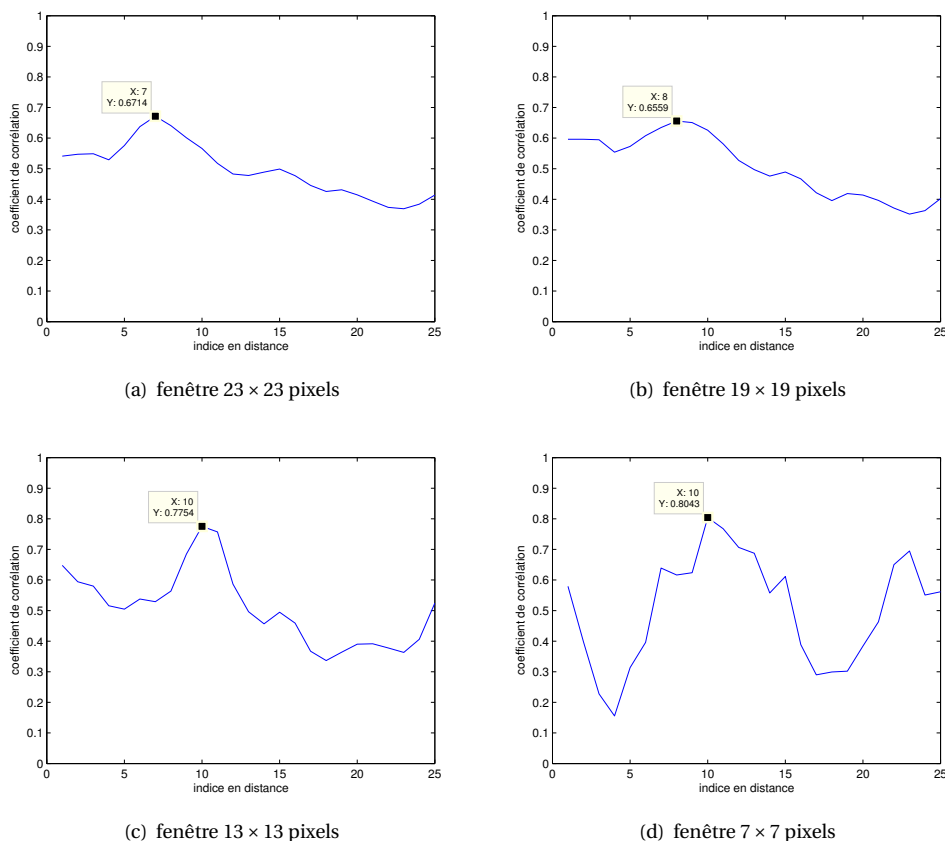 1
0.9
0.8
0.7
0.6
0.5
0.4
0.3
0.2
0.1
0
coefficient de corrélation
X: 7
Y: 0.6714
0 5 10 15 20 25
indice en distance
(a) fenêtre 23 × 23 pixels
1
0.9
0.8
0.7
0.6
0.5
0.4
0.3
0.2
0.1
0
coefficient de corrélation
X: 8
Y: 0.6559
0 5 10 15 20 25
indice en distance
(b) fenêtre 19 × 19 pixels
1
0.9
0.8
0.7
0.6
0.5
0.4
0.3
0.2
0.1
0
coefficient de corrélation
X: 10
Y: 0.7754
0 5 10 15 20 25
indice en distance
(c) fenêtre 13 × 13 pixels
1
0.9
0.8
0.7
0.6
0.5
0.4
0.3
0.2
0.1
0
coefficient de corrélation
X: 10
Y: 0.8043
0 5 10 15 20 25
indice en distance
(d) fenêtre 7 × 7 pixels